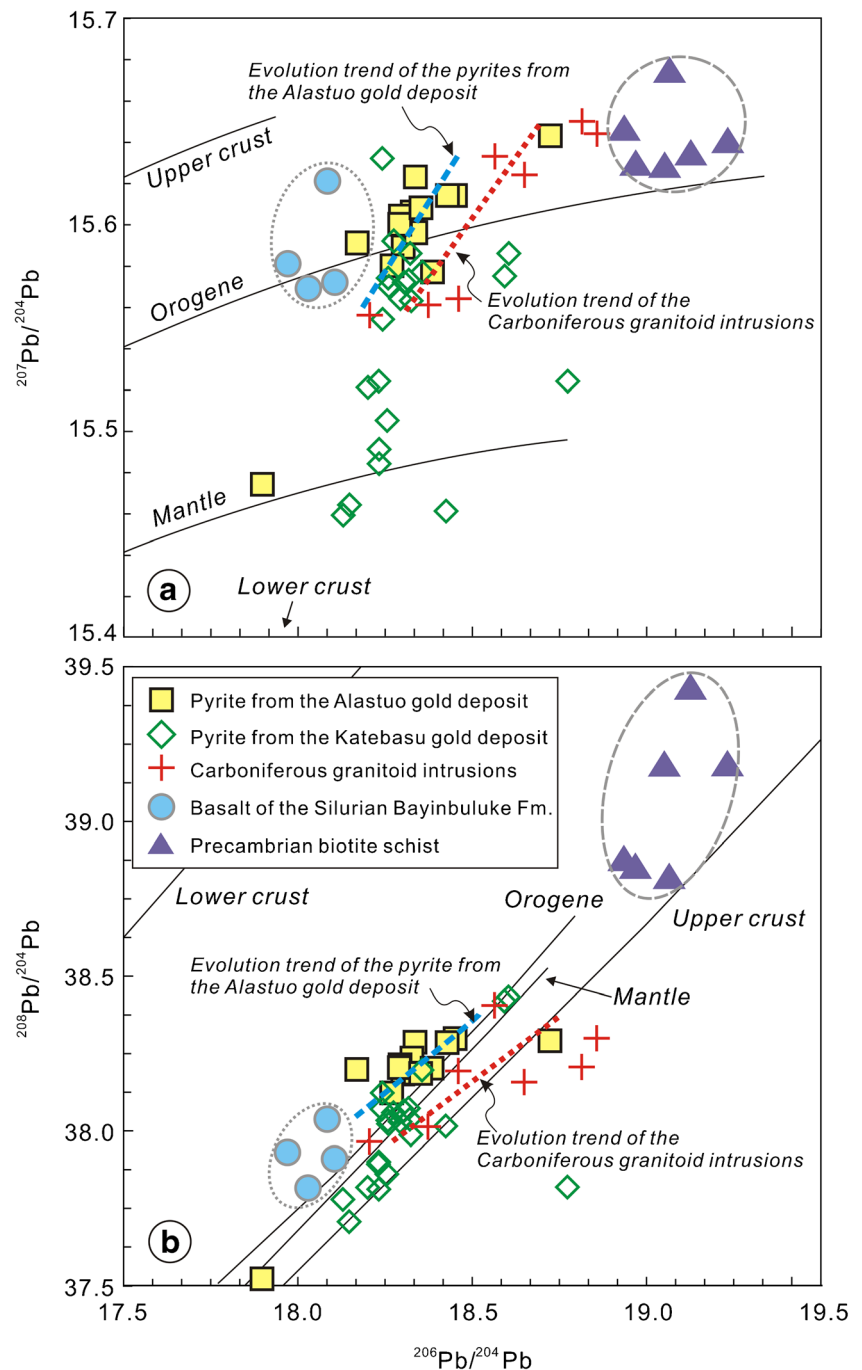 15.7
Evolution trend of the pyrites from
the Alastuo gold deposit
Upper crust
15.6
Orogene
Evolution trend of the
Carboniferous granitoid intrusions
207Pb/204Pb
15.5
Mantle
Lower crust
a
15.4
39.5
Pyrite from the Alastuo gold deposit
Pyrite from the Katebasu gold deposit
Carboniferous granitoid intrusions
Basalt of the Silurian Bayinbuluke Fm.
Precambrian biotite schist
39.0
Lower crust
Orogene
Upper crust
Evolution trend of the pyrite from
the Alastuo gold deposit
38.5
Mantle
208Pb/204Pb
38.0
Evolution trend of the
Carboniferous granitoid intrusions
b
37.5
17.5 18.0 18.5 19.0 19.5
206Pb/204Pb